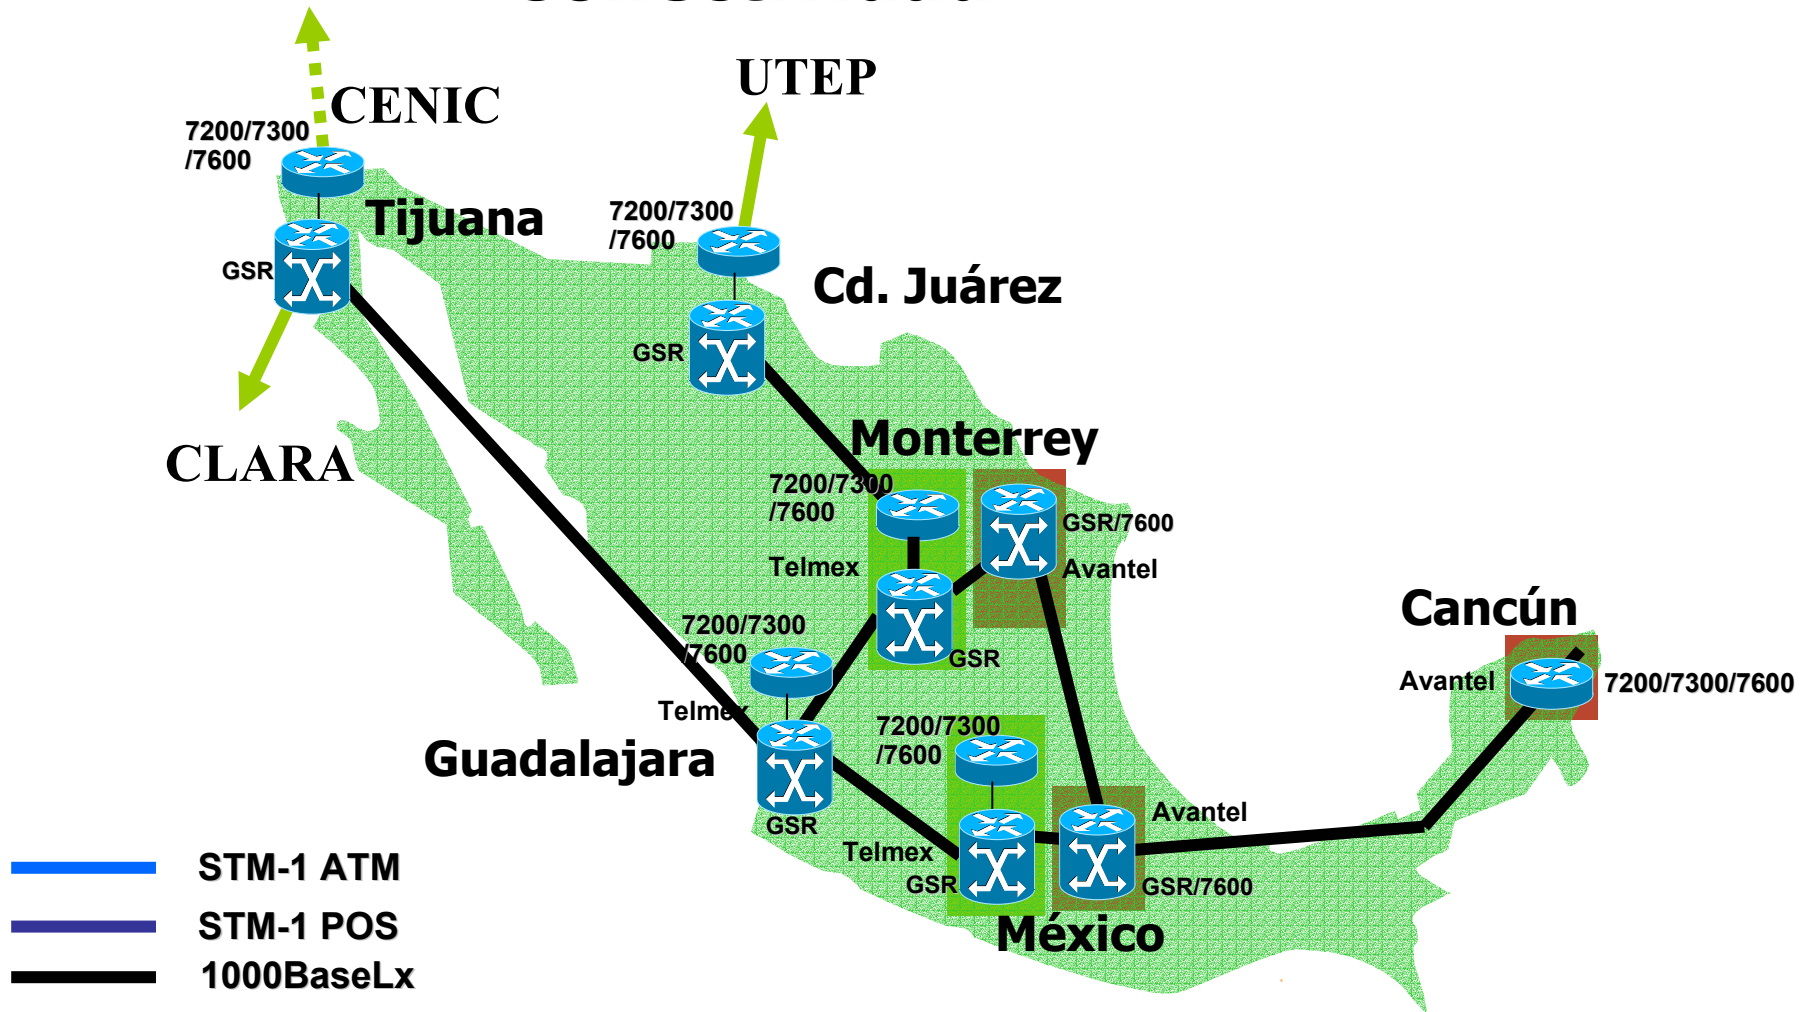 CENIC
UTEP
7200/7300
/7600
Tijuana
7200/7300
/7600
GSR
Cd. Juárez
GSR
CLARA
Monterrey
7200/7300
/7600
GSR/7600
Telmex
Avantel
Cancún
7200/7300
/7600
GSR
Avantel
7200/7300/7600
Telmex
7200/7300
/7600
Guadalajara
Avantel
GSR
Telmex
GSR
GSR/7600
México
STM-1 ATM
STM-1 POS
1000BaseLx